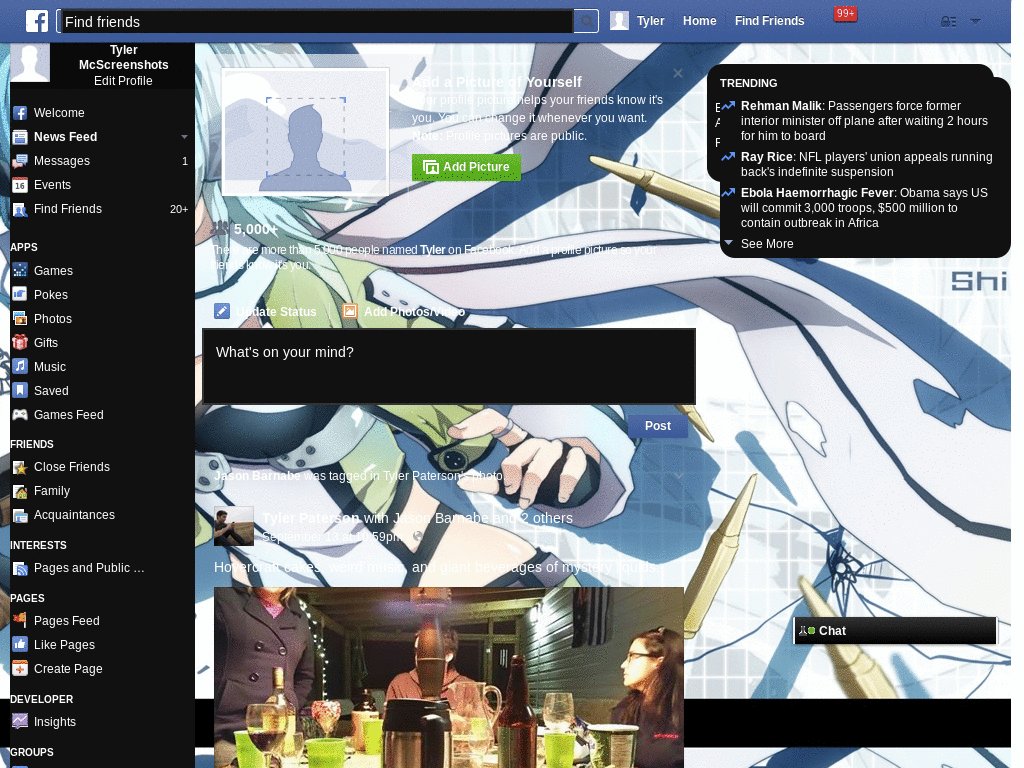 Find friends
Tyler
Home
Find Friends
99+
Tyler
McScreenshots
Edit Profile
Welcome
News Feed
Messages 1
Events
Find Friends 20+
APPS
Games
Pokes
Photos
Gifts
Music
Saved
Games Feed
FRIENDS
Close Friends
Family
Acquaintances
INTERESTS
Pages and Public …
PAGES
Pages Feed
Like Pages
Create Page
DEVELOPER
Insights
GROUPS
Add a Picture of Yourself
Your profile picture helps your friends know it's
you. You can change it whenever you want.
Note: Profile pictures are public.
Add Picture
5,000+
There are more than 5,000 people named Tyler on Facebook. Add a profile picture so your
friends know it's you.
Update Status
Add Photos/Video
What's on your mind?
Post
Jason Barnabe was tagged in Tyler Paterson's photo.
Tyler Paterson with Jason Barnabe and 2 others
Hovercraft cakes, weird music, and giant beverages of mystery liquids.
TRENDING
Rehman Malik: Passengers force former
interior minister off plane after waiting 2 hours
for him to board
Ray Rice: NFL players' union appeals running
back's indefinite suspension
Ebola Haemorrhagic Fever: Obama says US
will commit 3,000 troops, $500 million to
contain outbreak in Africa
See More
Shi
Chat